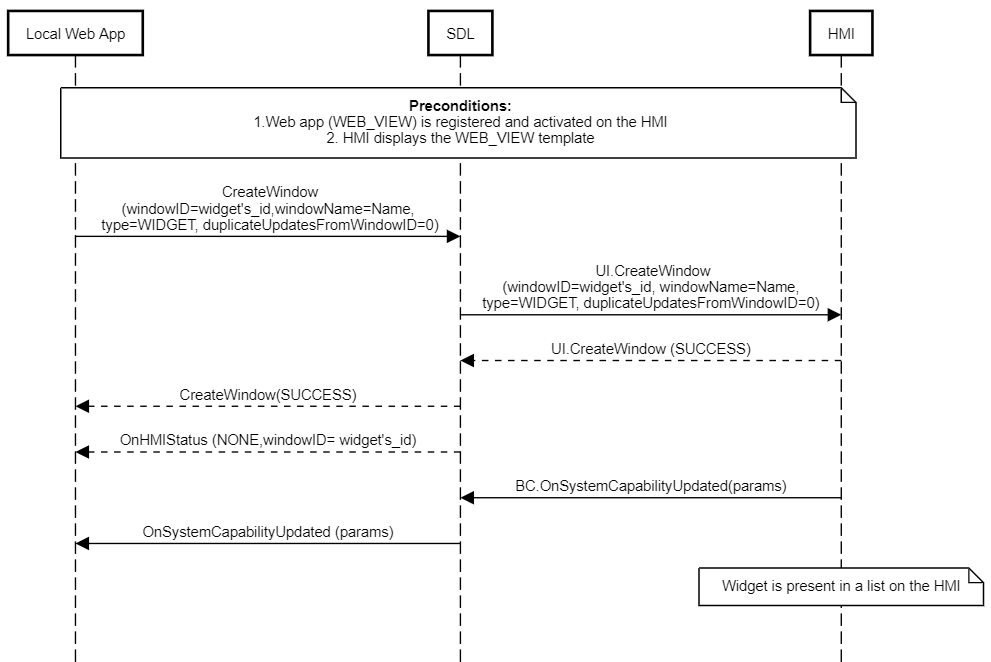 Local Web App
SDL
HMI
Preconditions:
1.Web app (WEB_VIEW) is registered and activated on the HMI
2. HMI displays the WEB_VIEW template
CreateWindow
(windowID=widget's_id,windowName=Name,
type=WIDGET, duplicateUpdatesFromWindowID=0)
UI.CreateWindow
(windowID=widget's_id, windowName=Name,
type=WIDGET, duplicateUpdatesFromWindowID=0)
UI.CreateWindow (SUCCESS)
CreateWindow(SUCCESS)
OnHMIStatus (NONE,windowID= widget's_id)
BC.OnSystemCapabilityUpdated(params)
OnSystemCapabilityUpdated (params)
Widget is present in a list on the HMI